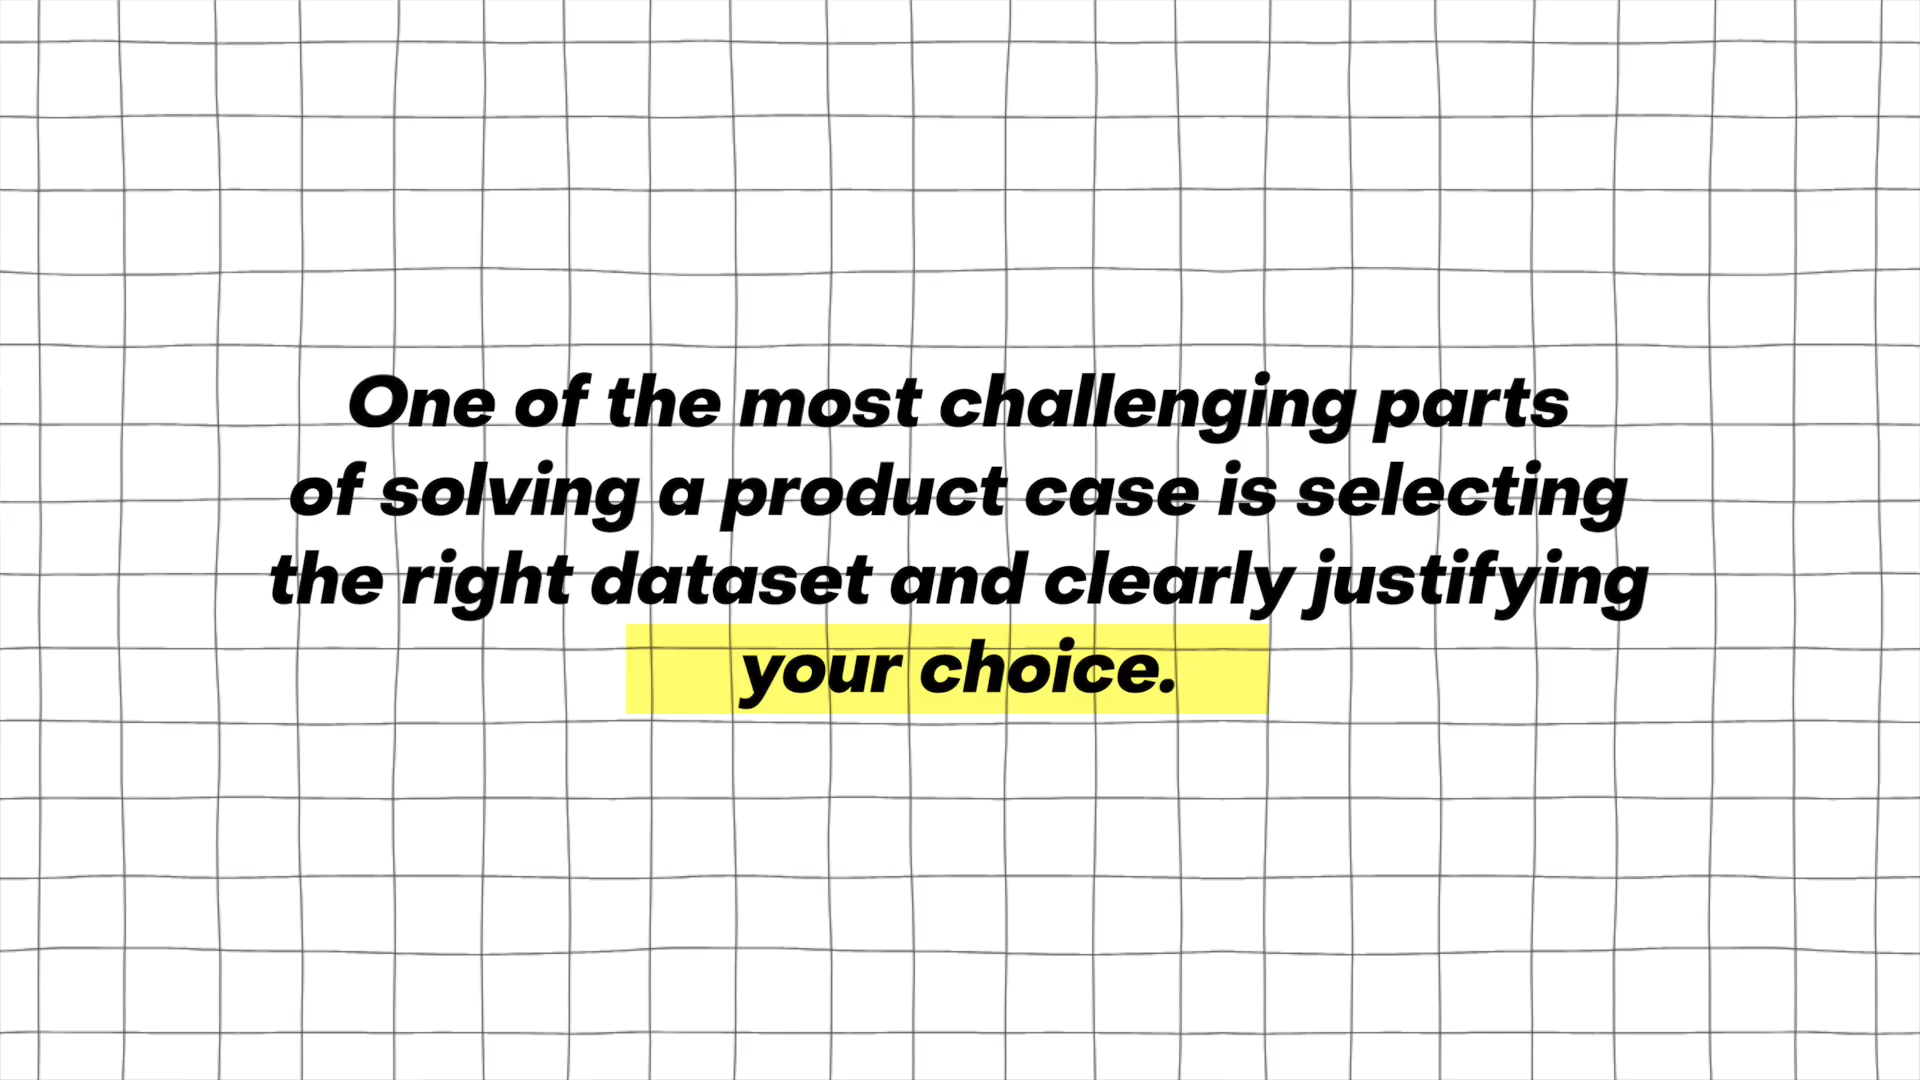 One of the most challenging parts
of solving a product case is selecting
the right dataset and clearly justifying
your choice.